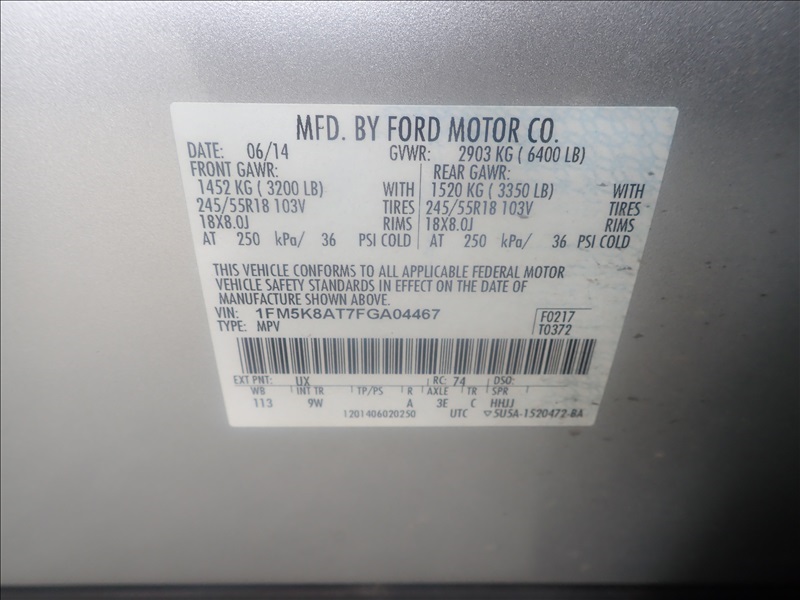 MFD. BY FORD MOTOR CO.
DATE: 06/14 GVWR: 2903 KG ( 6400 LB)
FRONT GAWR: REAR GAWR:
1452 KG ( 3200 LB) WITH 1520 KG ( 3350 LB) WITH
245/55R18 103V TIRES 245/55R18 103V TIRES
18X8.0J RIMS 18X8.0J RIMS
AT 250 kPa/ 36 PSI COLD AT 250 kPa/ 36 PSI COLD
THIS VEHICLE CONFORMS TO ALL APPLICABLE FEDERAL MOTOR
VEHICLE SAFETY STANDARDS IN EFFECT ON THE DATE OF
MANUFACTURE SHOWN ABOVE.
VIN: 1FM5K8AT7FGA04467 F0217
TYPE: MPV T0372
EXT PNT: UX RC: 74 DSO:
WB INT TR TP/PS R AXLE TR SPR
113 9W A 3E C HHJJ
1201406020250 UTC ▽5U5A-1520472-BA